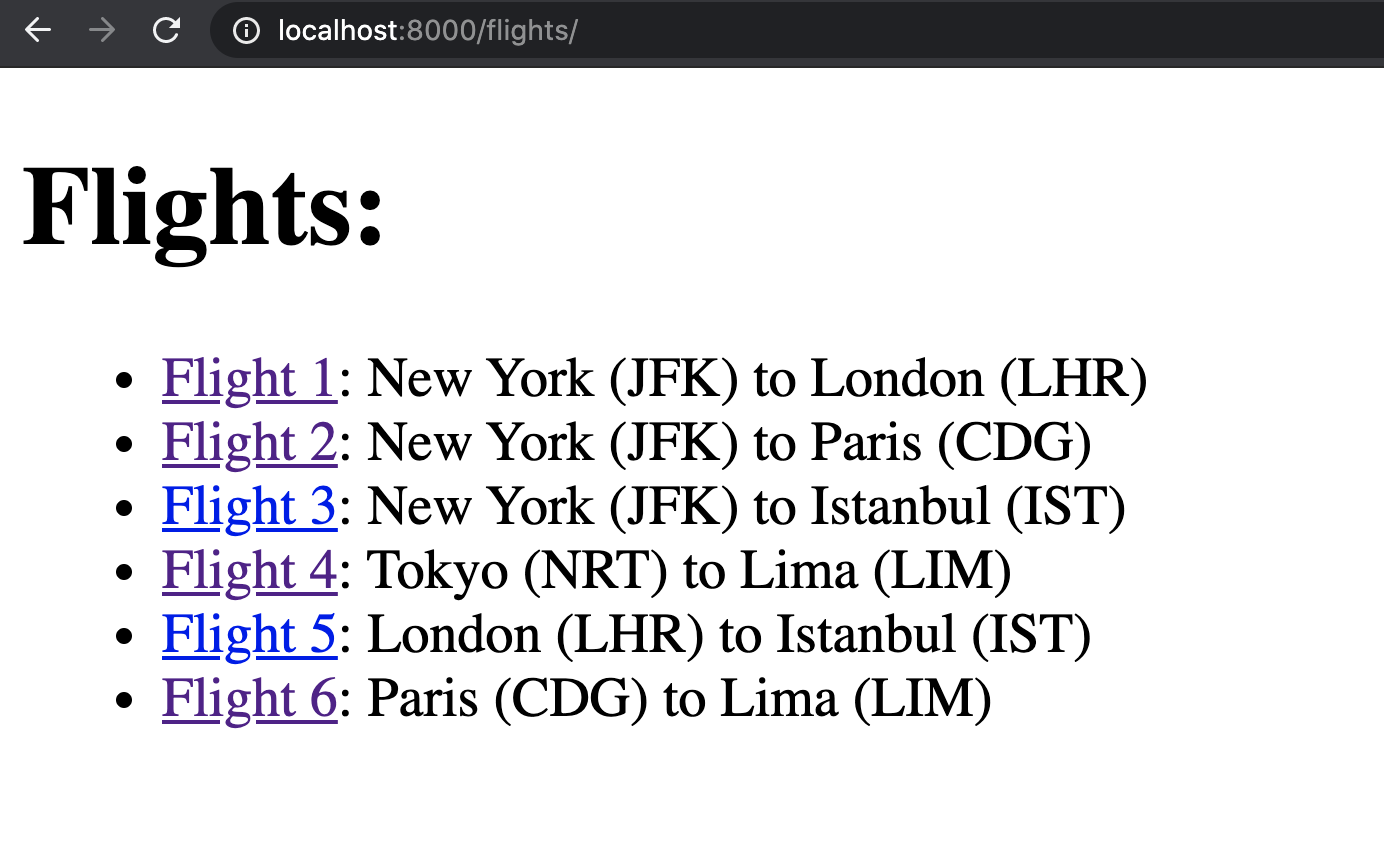 localhost:8000/flights/
Flights:
Flight 1: New York (JFK) to London (LHR)
Flight 2: New York (JFK) to Paris (CDG)
Flight 3: New York (JFK) to Istanbul (IST)
Flight 4: Tokyo (NRT) to Lima (LIM)
Flight 5: London (LHR) to Istanbul (IST)
Flight 6: Paris (CDG) to Lima (LIM)